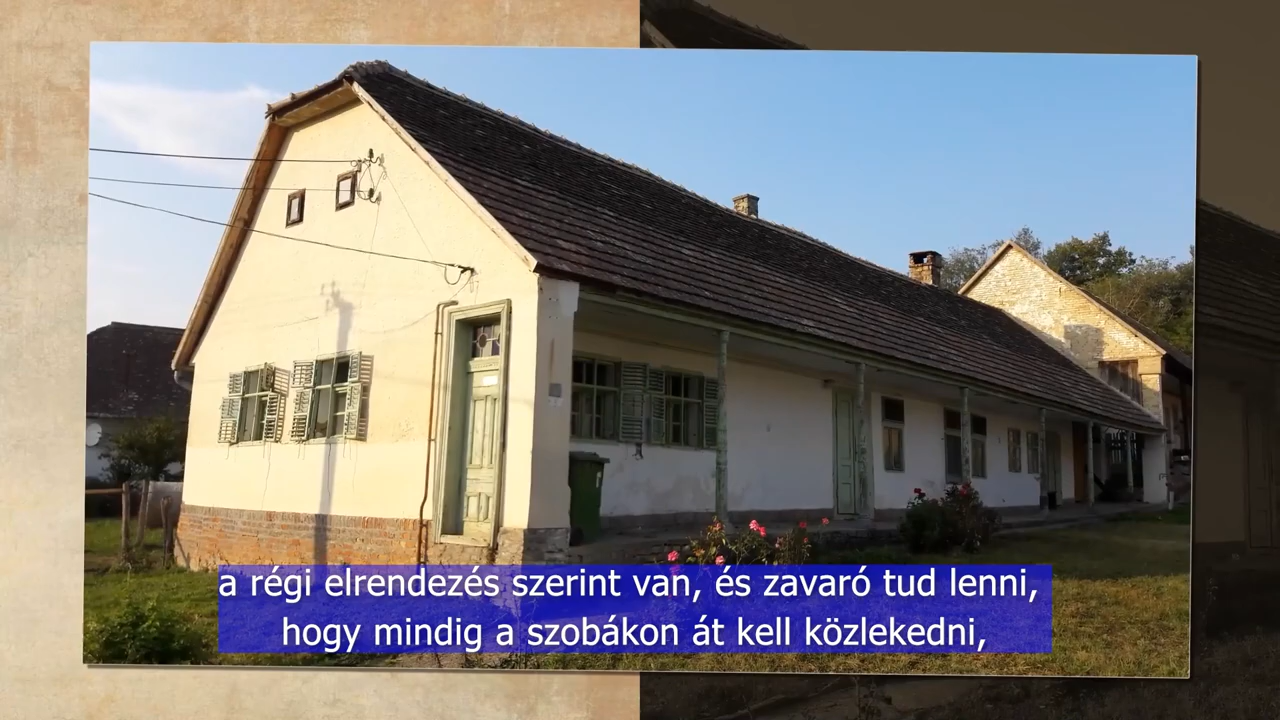 a régi elrendezés szerint van, és zavaró tud lenni,
hogy mindig a szobákon át kell közlekedni,